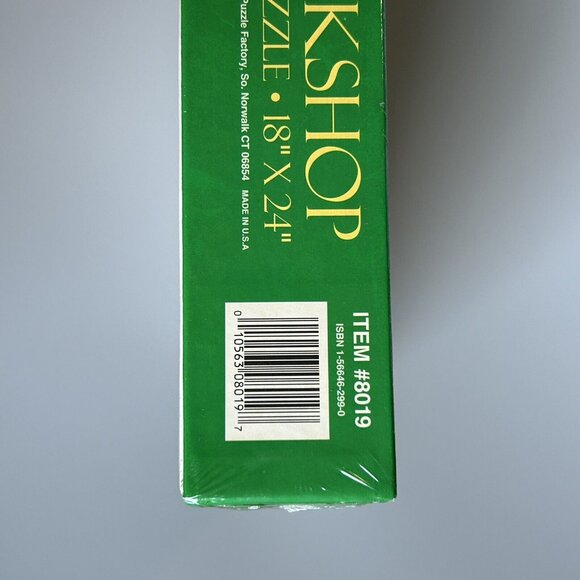 KSHOP
ZZLE • 18" X 24"
Puzzle Factory, So. Norwalk CT 06854 MADE IN U.S.A
ITEM #8019
ISBN 1-56646-299-0
0 10563 08019 7